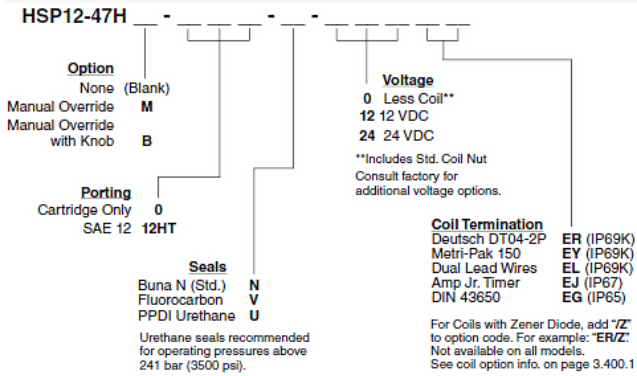 HSP12-47H __ - __ __ __ - __ - __ __ __ __ __
Option
None (Blank)
Manual Override M
Manual Override
with Knob B
Porting
Cartridge Only 0
SAE 12 12HT
Seals
Buna N (Std.) N
Fluorocarbon V
PPDI Urethane U
Urethane seals recommended
for operating pressures above
241 bar (3500 psi).
Voltage
0 Less Coil**
12 12 VDC
24 24 VDC
**Includes Std. Coil Nut
Consult factory for
additional voltage options.
Coil Termination
Deutsch DT04-2P ER (IP69K)
Metri-Pak 150 EY (IP69K)
Dual Lead Wires EL (IP69K)
Amp Jr. Timer EJ (IP67)
DIN 43650 EG (IP65)
For Coils with Zener Diode, add "/Z"
to option code. For example: "ER/Z."
Not available on all models.
See coil option info. on page 3.400.1